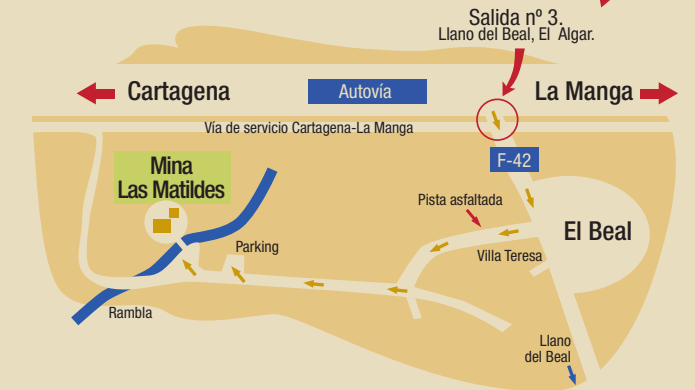 Salida nº 3.
Llano del Beal, El Algar.
Cartagena
Autovía
La Manga
Vía de servicio Cartagena-La Manga
F-42
Mina
Las Matildes
Pista asfaltada
El Beal
Parking
Villa Teresa
Rambla
Llano
del Beal